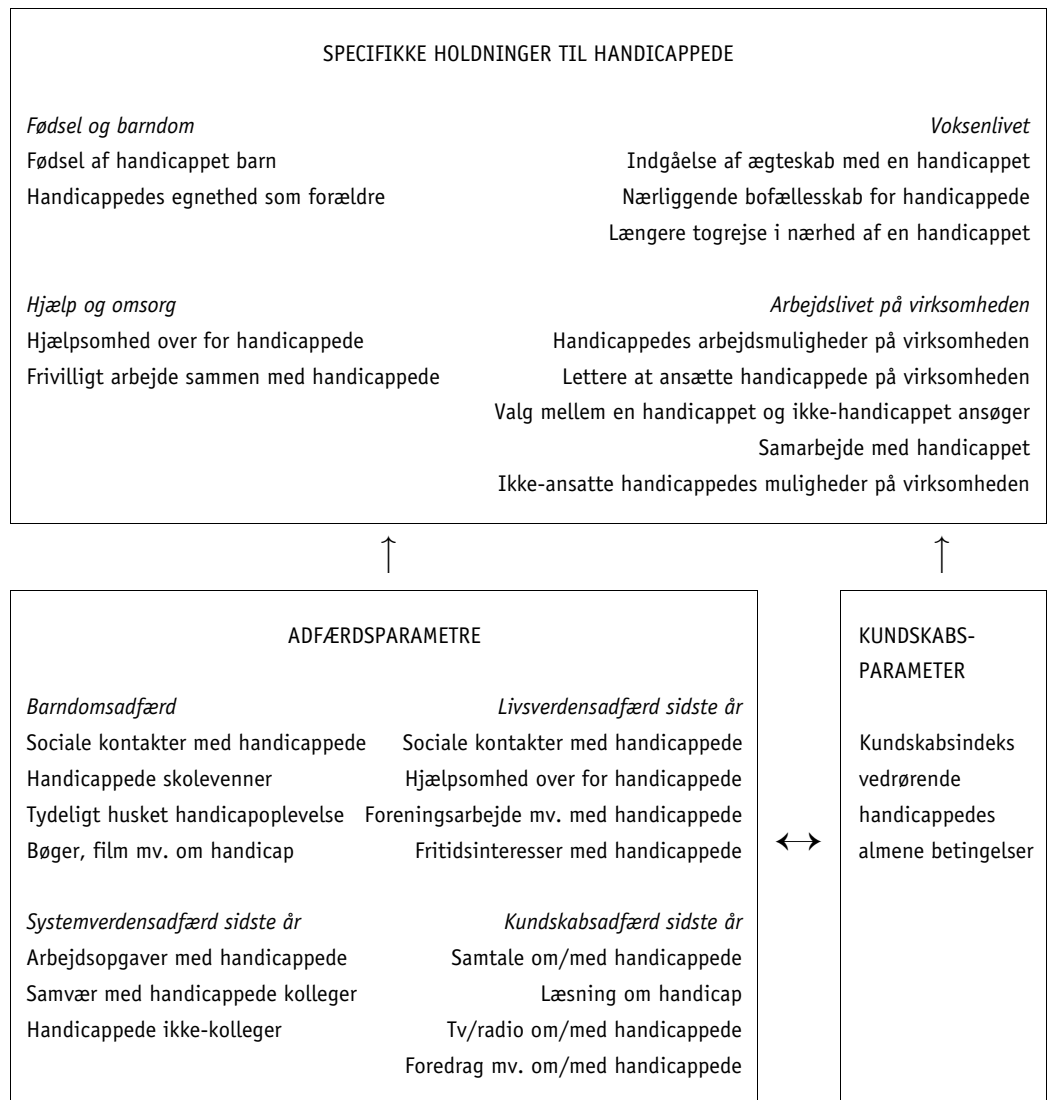 SPECIFIKKE HOLDNINGER TIL HANDICAPPEDE
Fødsel og barndom
Fødsel af handicappet barn
Handicappedes egnethed som forældre
Voksenlivet
Indgåelse af ægteskab med en handicappet
Nærliggende bofællesskab for handicappede
Længere togrejse i nærhed af en handicappet
Hjælp og omsorg
Hjælpsomhed over for handicappede
Frivilligt arbejde sammen med handicappede
Arbejdslivet på virksomheden
Handicappedes arbejdsmuligheder på virksomheden
Lettere at ansætte handicappede på virksomheden
Valg mellem en handicappet og ikke-handicappet ansøger
Samarbejde med handicappet
Ikke-ansatte handicappedes muligheder på virksomheden
↑
↑
ADFÆRDSPARAMETRE
Barndomsadfærd
Sociale kontakter med handicappede
Handicappede skolevenner
Tydeligt husket handicapoplevelse
Bøger, film mv. om handicap
Livsverdensadfærd sidste år
Sociale kontakter med handicappede
Hjælpsomhed over for handicappede
Foreningsarbejde mv. med handicappede
Fritidsinteresser med handicappede
Systemverdensadfærd sidste år
Arbejdsopgaver med handicappede
Samvær med handicappede kolleger
Handicappede ikke-kolleger
Kundskabsadfærd sidste år
Samtale om/med handicappede
Læsning om handicap
Tv/radio om/med handicappede
Foredrag mv. om/med handicappede
↔
KUNDSKABS-
PARAMETER
Kundskabsindeks
vedrørende
handicappedes
almene betingelser